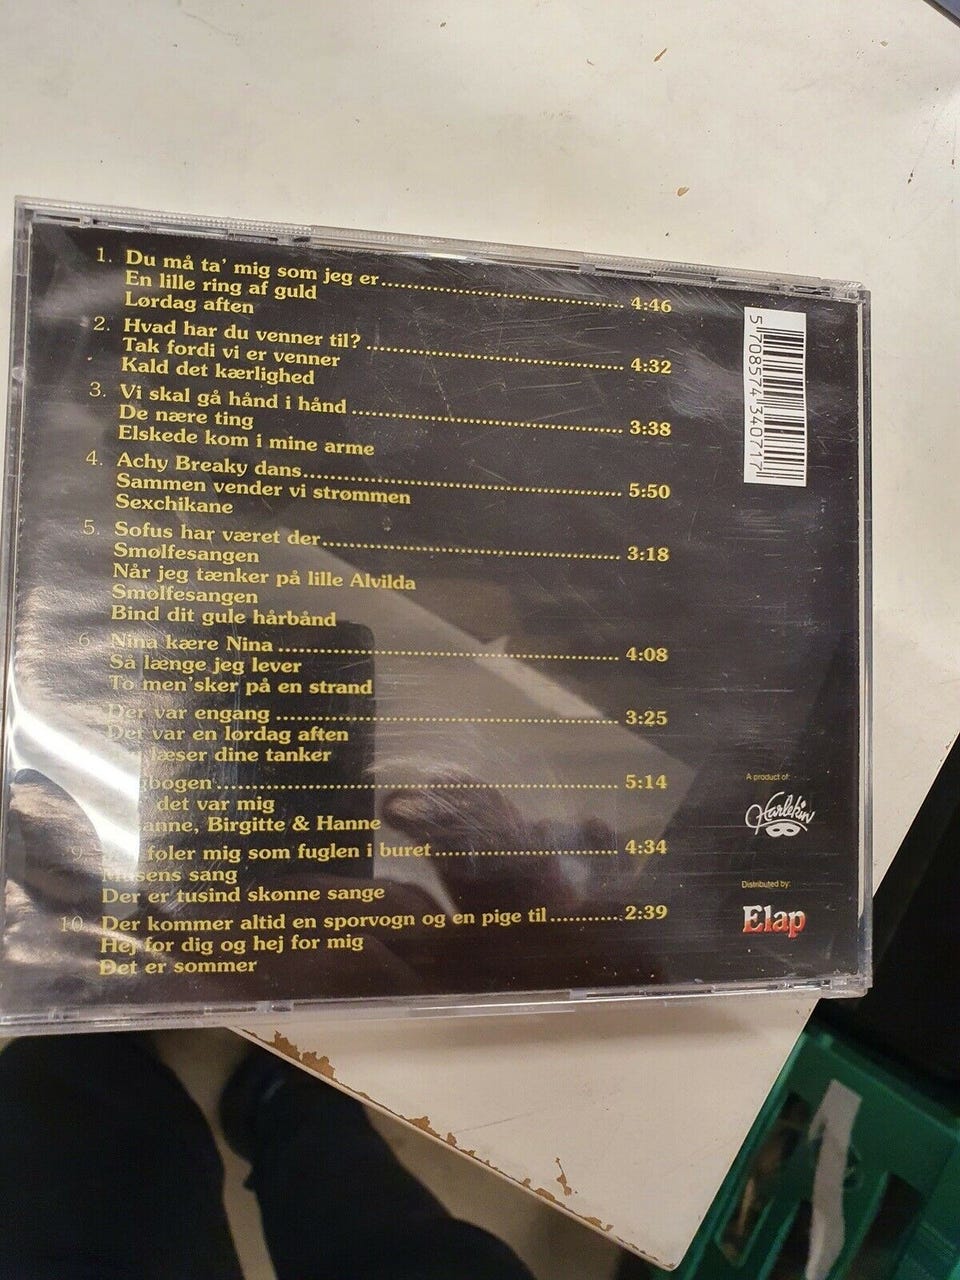 1. Du må ta' mig som jeg er 4:46
En lille ring af guld
Lørdag aften
2. Hvad har du venner til? 4:32
Tak fordi vi er venner
Kald det kærlighed
3. Vi skal gå hånd i hånd 3:38
De nære ting
Elskede kom i mine arme
4. Achy Breaky dans 5:50
Sammen vender vi strømmen
Sexchikane
5. Sofus har været der 3:18
Smølfesangen
Når jeg tænker på lille Alvilda
Smølfesangen
Bind dit gule hårbånd
6. Nina kære Nina 4:08
Så længe jeg lever
To men'sker på en strand
Der var engang 3:25
Det var en lørdag aften
læser dine tanker
5:14
det var mig
Birgitte & Hanne
9. føler mig som fuglen i buret 4:34
sang
Der er tusind skønne sange
10. Der kommer altid en sporvogn og en pige til 2:39
Hej for dig og hej for mig
Det er sommer
5 708574 340717
A product of:
Harlekin
Distributed by:
Elap